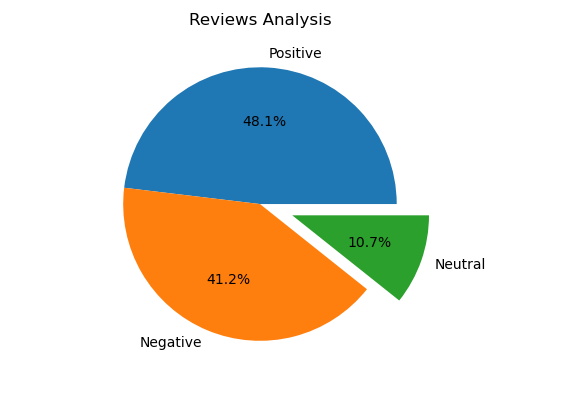 Reviews Analysis
Positive
48.1%
10.7%
Neutral
41.2%
Negative